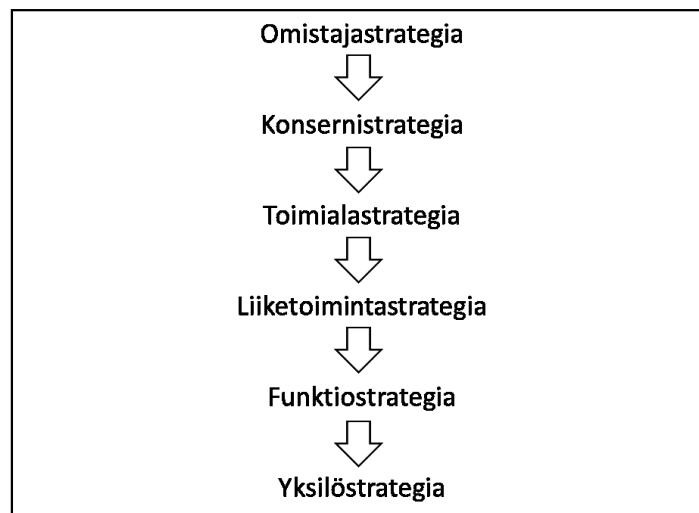 Omistajastrategia
Konsernistrategia
Toimialastrategia
Liiketoimintastrategia
Funktiostrategia
Yksilöstrategia